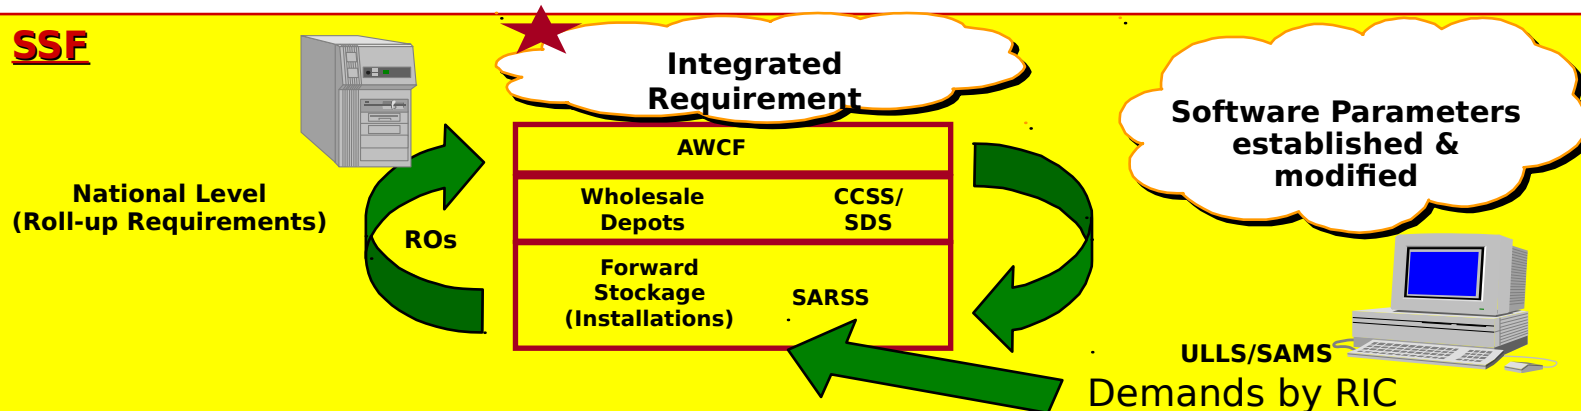 SSF
Integrated
Requirement
Software Parameters
established &
modified
National Level
(Roll-up Requirements)
ROs
AWCF
Wholesale
Depots
CCSS/
SDS
Forward
Stockage
(Installations)
SARSS
ULLS/SAMS
Demands by RIC